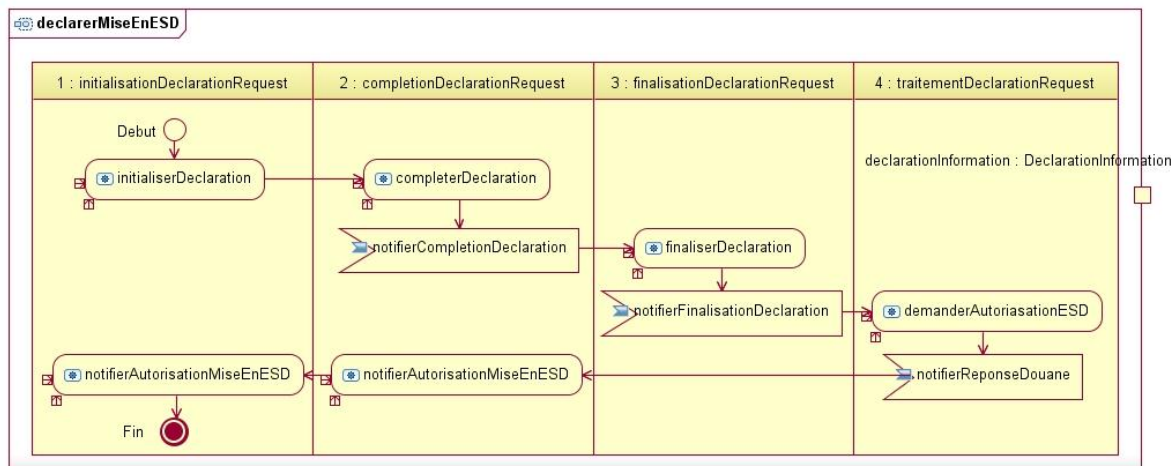 declarerMiseEnESD
1 : initialisationDeclarationRequest
2 : completionDeclarationRequest
3 : finalisationDeclarationRequest
4 : traitementDeclarationRequest
Debut
declarationInformation : DeclarationInformation
initialiserDeclaration
completerDeclaration
notifierCompletionDeclaration
finaliserDeclaration
notifierFinalisationDeclaration
demanderAutoriasationESD
notifierAutorisationMiseEnESD
notifierAutorisationMiseEnESD
notifierReponseDouane
Fin